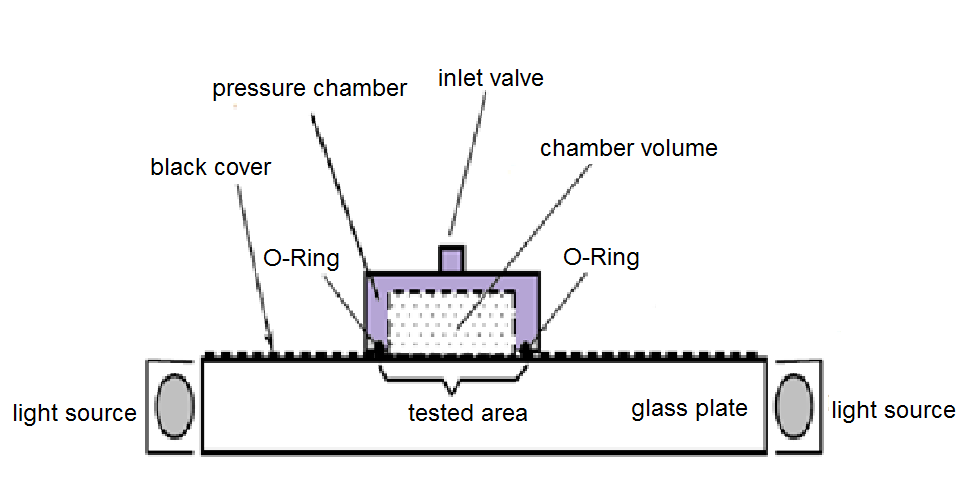 inlet valve
pressure chamber
chamber volume
black cover
O-Ring
O-Ring
light source
tested area
glass plate
light source